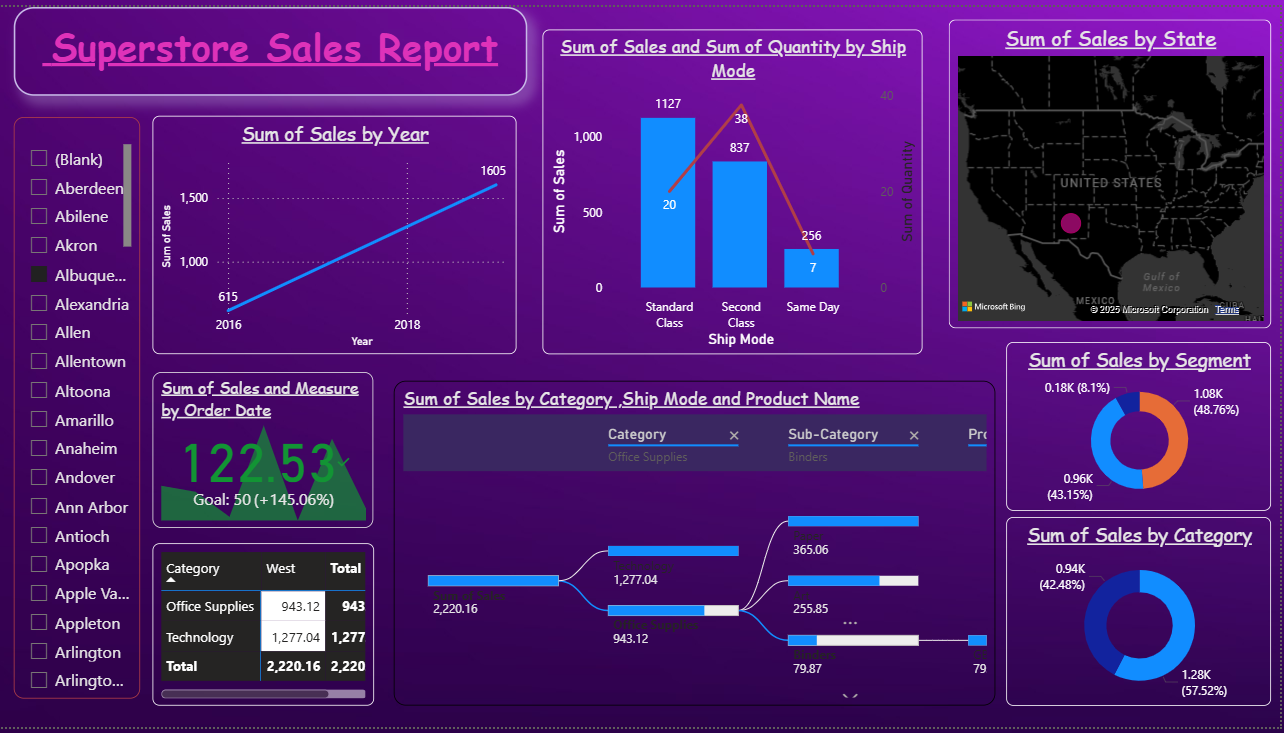 Superstore Sales Report
(Blank)
Aberdeen
Abilene
Akron
Albuque...
Alexandria
Allen
Allentown
Altoona
Amarillo
Anaheim
Andover
Ann Arbor
Antioch
Apopka
Apple Va...
Appleton
Arlington
Arlingto...
Sum of Sales by Year
1605
1,500
1,000
615
Sum of Sales
2016
2018
Year
Sum of Sales and Sum of Quantity by Ship
Mode
1127
38
837
20
256
7
1,000
500
0
40
20
0
Sum of Sales
Sum of Quantity
Standard
Class
Second
Class
Same Day
Ship Mode
Sum of Sales by State
UNITED STATES
Gulf of
Mexico
MEXICO
CUBA
Microsoft Bing
© 2025 Microsoft Corporation Terms
Sum of Sales and Measure
by Order Date
122.53
Goal: 50 (+145.06%)
Category West Total
Office Supplies 943.12 943
Technology 1,277.04 1,277
Total 2,220.16 2,220
Sum of Sales by Category ,Ship Mode and Product Name
Category ×
Office Supplies
Sub-Category ×
Binders
Pro
Sum of Sales
2,220.16
Technology
1,277.04
Office Supplies
943.12
365.06
Art
255.85
...
Binders
79.87
79
Sum of Sales by Segment
0.18K (8.1%)
1.08K
(48.76%)
0.96K
(43.15%)
Sum of Sales by Category
0.94K
(42.48%)
1.28K
(57.52%)